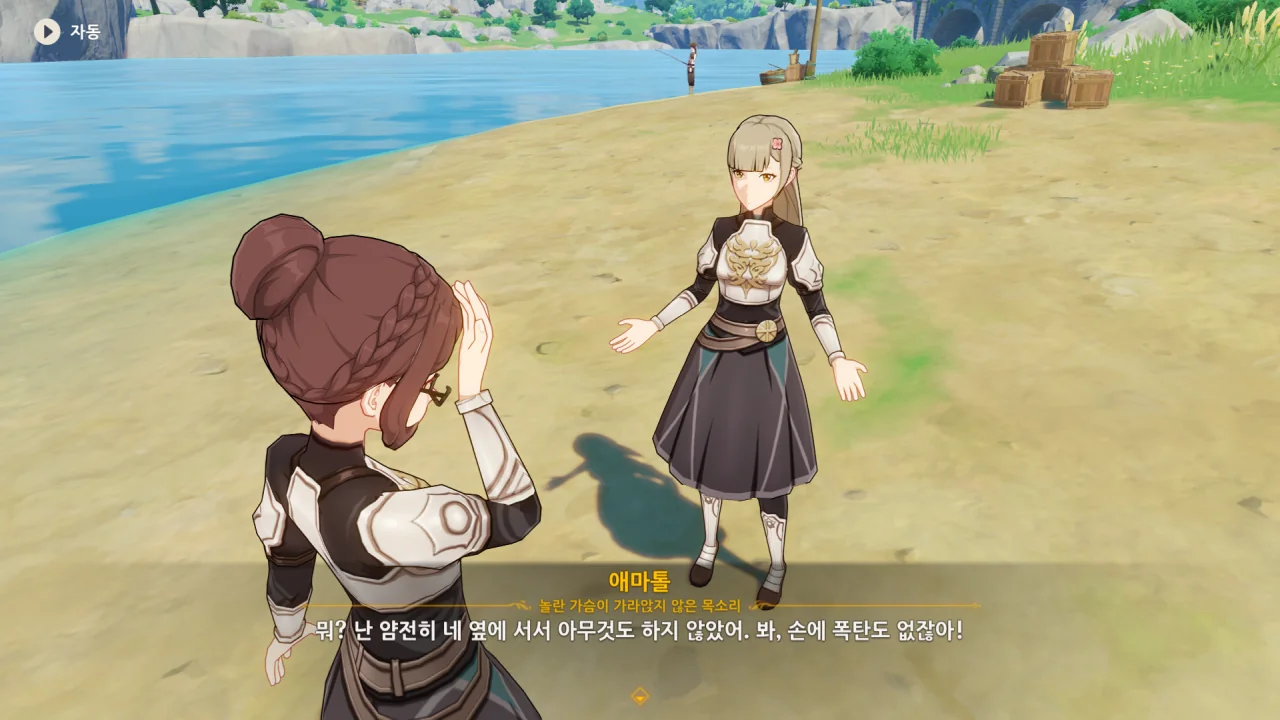 자동
애마톨
놀란 가슴이 가라앉지 않은 목소리
뭐? 난 얌전히 네 옆에 서서 아무것도 하지 않았어. 봐, 손에 폭탄도 없잖아!